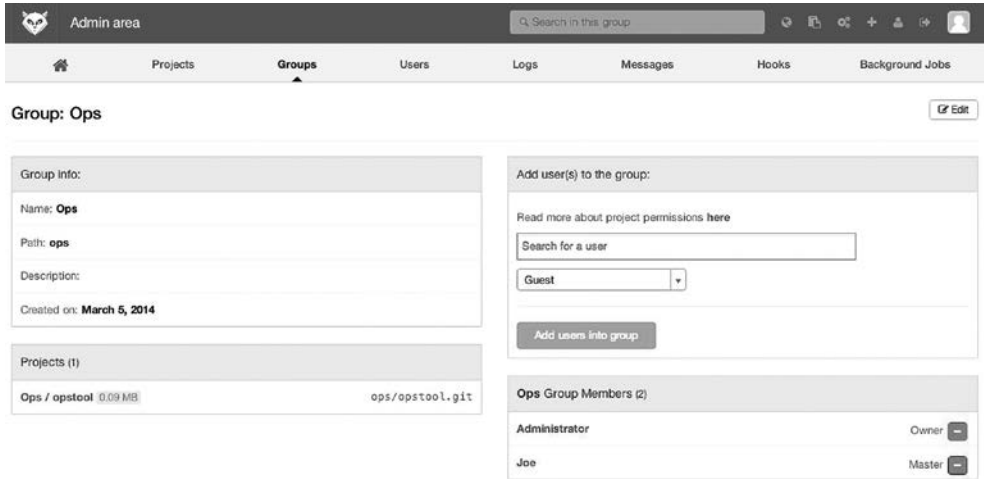 Admin area
Search in this group
Projects
Groups
Users
Logs
Messages
Hooks
Background Jobs
Group: Ops
Edit
Group info:
Name: Ops
Path: ops
Description:
Created on: March 5, 2014
Projects (1)
Ops / opstool 0.09 MB ops/opstool.git
Add user(s) to the group:
Read more about project permissions here
Search for a user
Guest
Add users into group
Ops Group Members (2)
Administrator Owner
Joe Master